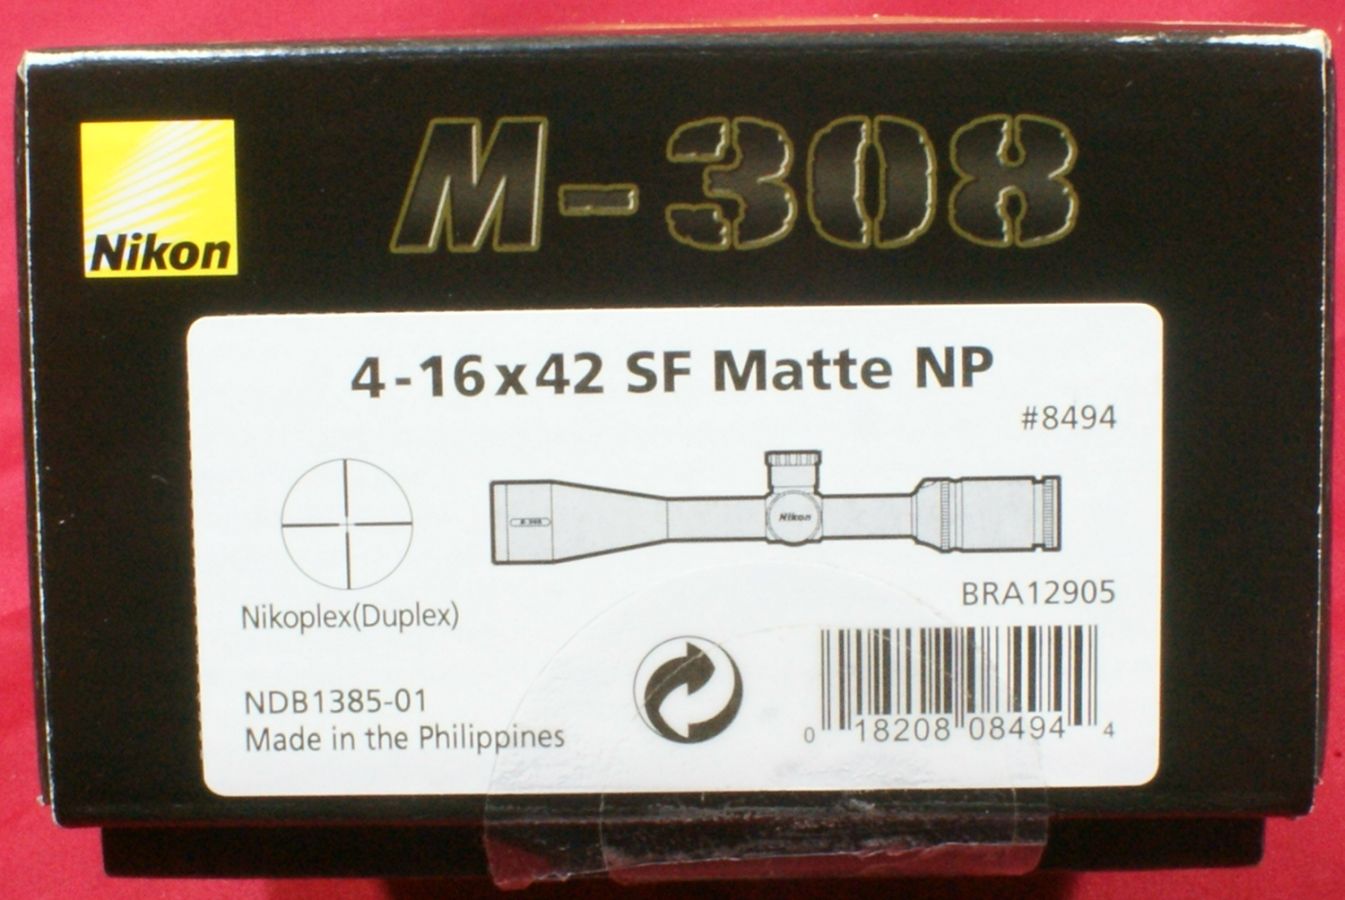 Nikon
M-308
4-16x42 SF Matte NP
#8494
M-308
Nikon
Nikoplex(Duplex)
BRA12905
NDB1385-01
Made in the Philippines
0 18208 08494 4